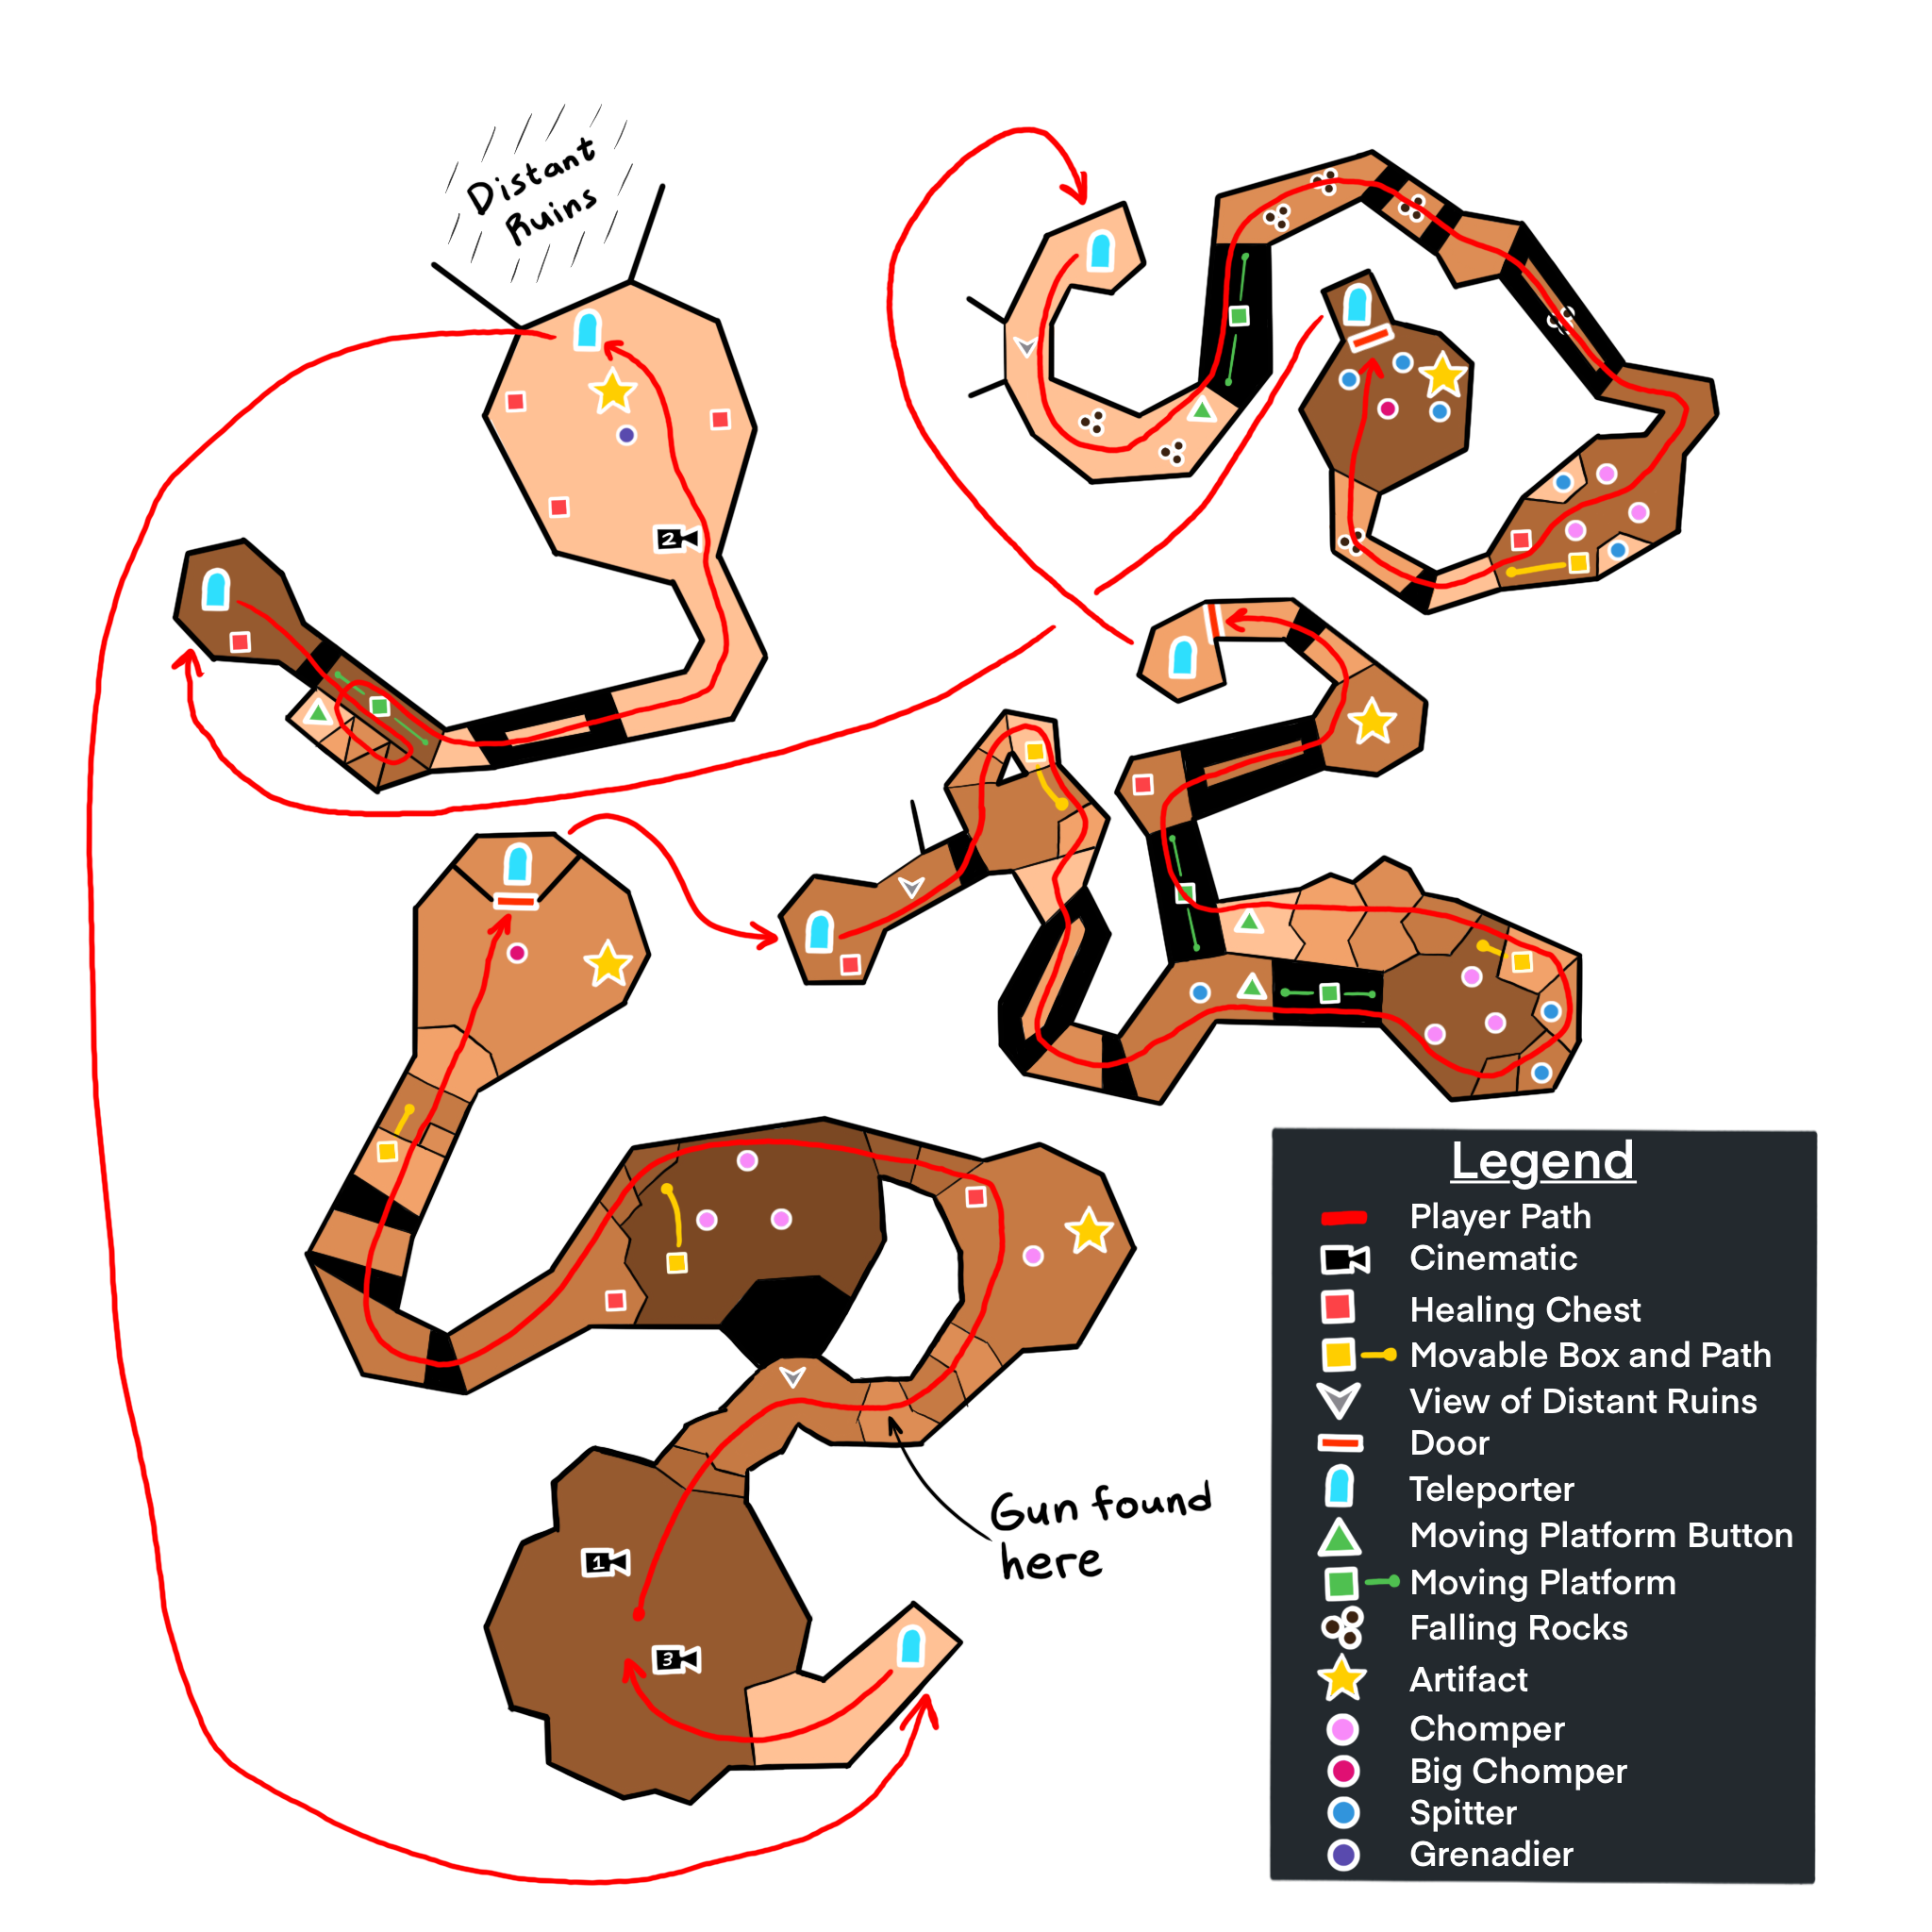 Distant
Ruins
2
1
3
Gun found
here
Legend
Player Path
Cinematic
Healing Chest
Movable Box and Path
View of Distant Ruins
Door
Teleporter
Moving Platform Button
Moving Platform
Falling Rocks
Artifact
Chomper
Big Chomper
Spitter
Grenadier